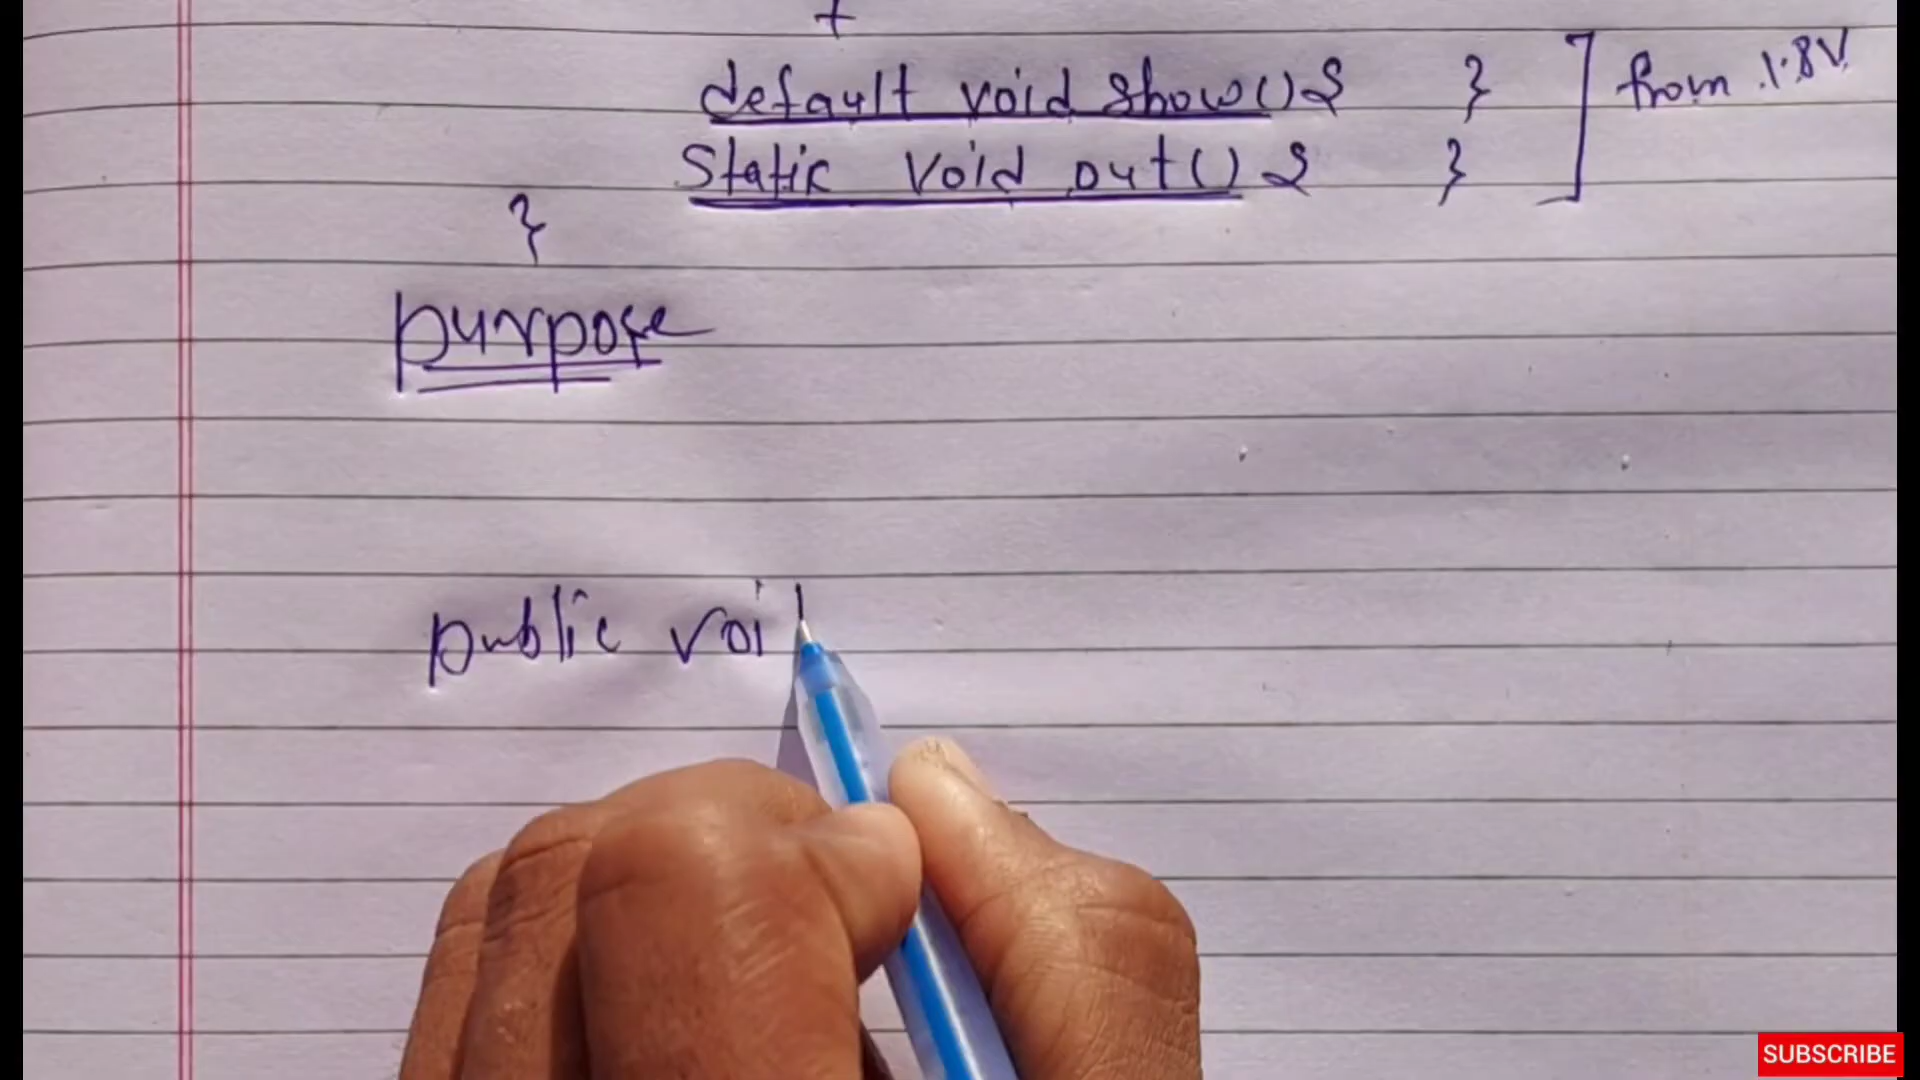 +
default void show(){ }
from 1.8V
static void out(){ }
}
purpose
public voi
SUBSCRIBE